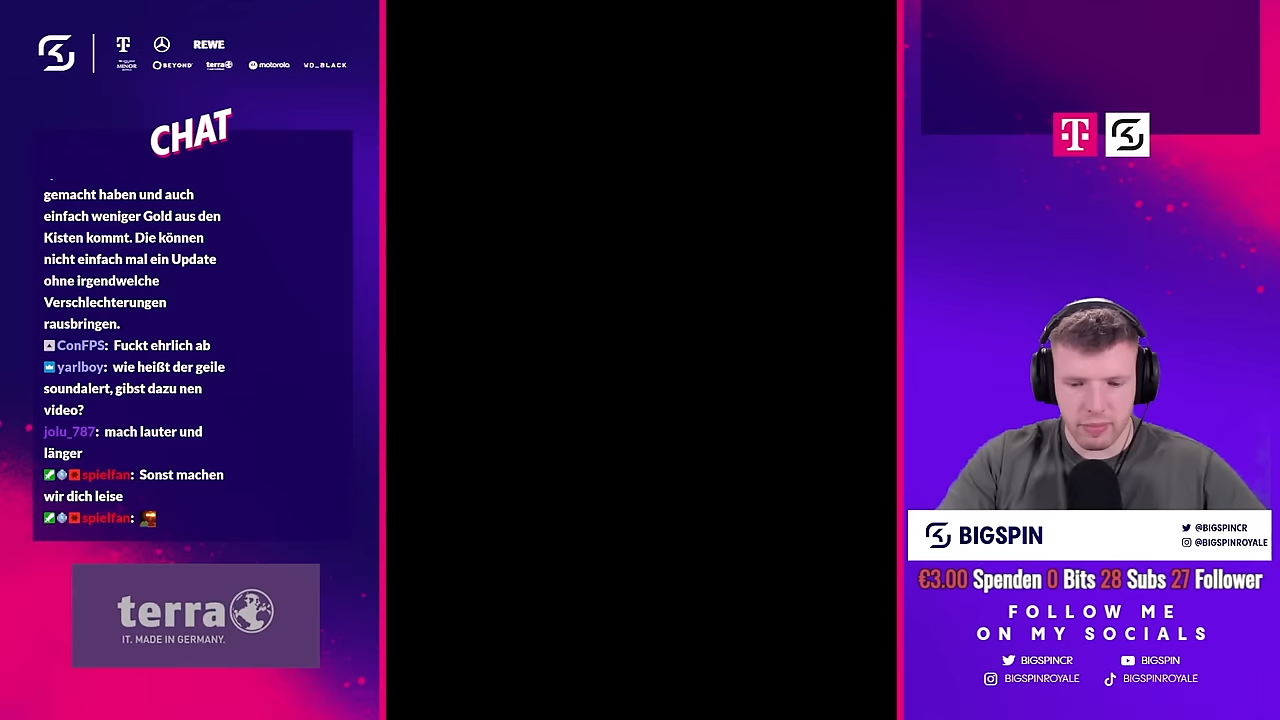 REWE
MINOR
BEYOND
terra
motorola
WD_BLACK
CHAT
gemacht haben und auch
einfach weniger Gold aus den
Kisten kommt. Die können
nicht einfach mal ein Update
ohne irgendwelche
Verschlechterungen
rausbringen.
ConFPS: Fuckt ehrlich ab
yarlboy: wie heißt der geile
soundalert, gibst dazu nen
video?
jolu_787: mach lauter und
länger
spielfan: Sonst machen
wir dich leise
spielfan:
terra
IT. MADE IN GERMANY.
T
BIGSPIN
@BIGSPINCR
@BIGSPINROYALE
€3.00 Spenden 0 Bits 28 Subs 27 Follower
FOLLOW ME
ON MY SOCIALS
BIGSPINCR
BIGSPIN
BIGSPINROYALE
BIGSPINROYALE